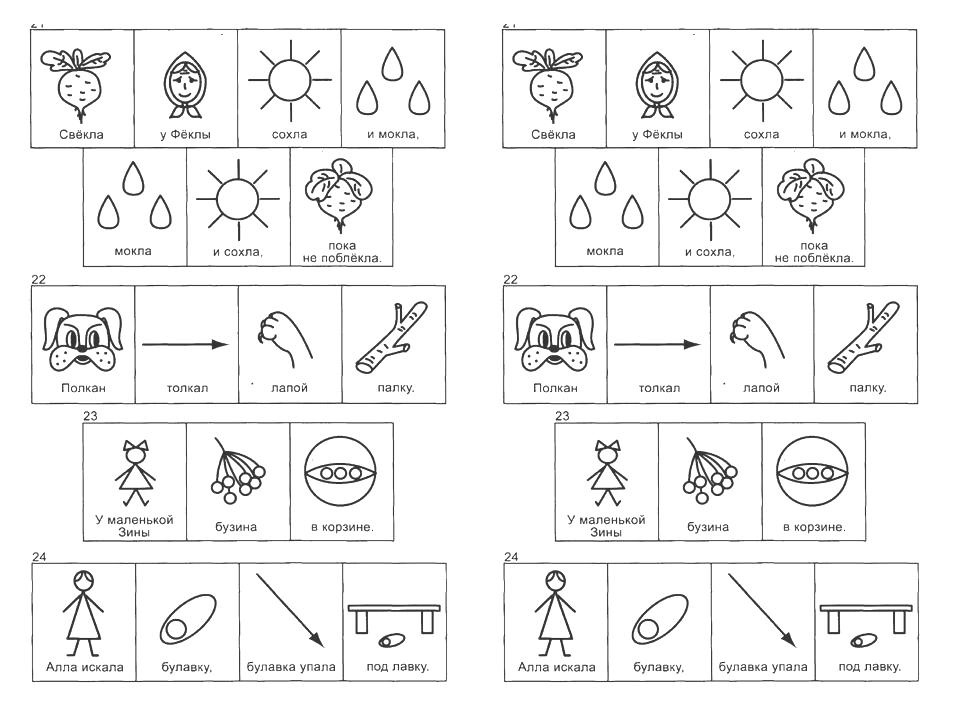 21
Свёкла у Фёклы сохла и мокла,
мокла и сохла, пока
не поблёкла.
22
Полкан толкал лапой палку.
23
У маленькой
Зины бузина в корзине.
24
Алла искала булавку, булавка упала под лавку.
21
Свёкла у Фёклы сохла и мокла,
мокла и сохла, пока
не поблёкла.
22
Полкан толкал лапой палку.
23
У маленькой
Зины бузина в корзине.
24
Алла искала булавку, булавка упала под лавку.